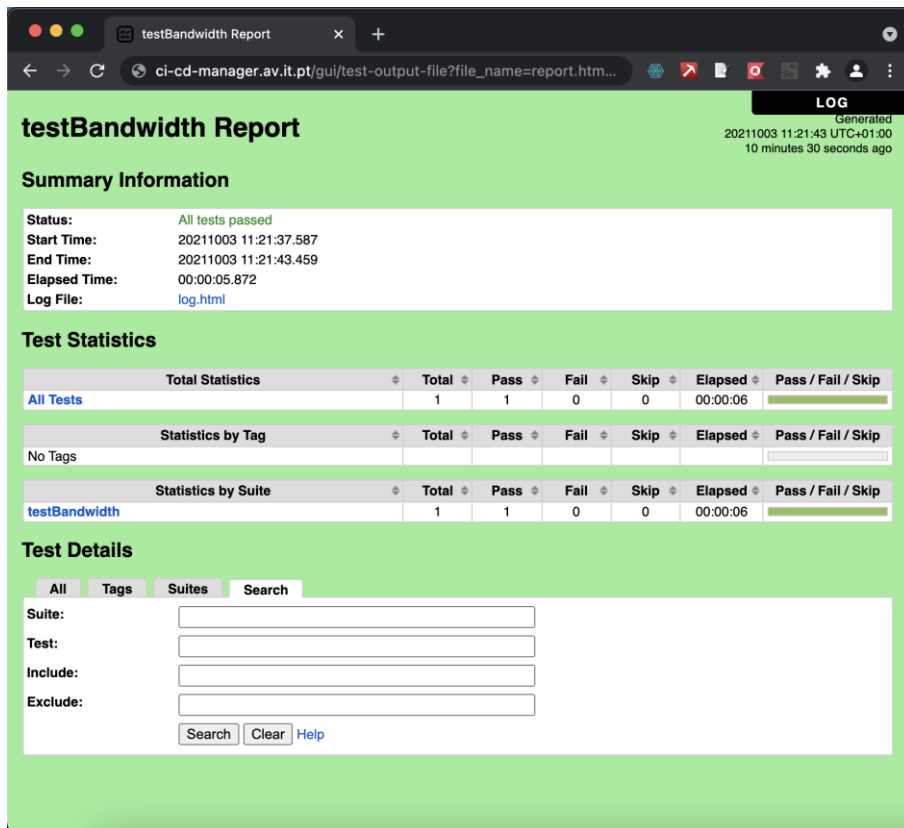 testBandwidth Report
ci-cd-manager.av.it.pt/gui/test-output-file?file_name=report.htm...
LOG
testBandwidth Report
Generated
20211003 11:21:43 UTC+01:00
10 minutes 30 seconds ago
Summary Information
Status: All tests passed
Start Time: 20211003 11:21:37.587
End Time: 20211003 11:21:43.459
Elapsed Time: 00:00:05.872
Log File: log.html
Test Statistics
Total Statistics Total Pass Fail Skip Elapsed Pass / Fail / Skip
All Tests 1 1 0 0 00:00:06
Statistics by Tag Total Pass Fail Skip Elapsed Pass / Fail / Skip
No Tags
Statistics by Suite Total Pass Fail Skip Elapsed Pass / Fail / Skip
testBandwidth 1 1 0 0 00:00:06
Test Details
All Tags Suites Search
Suite:
Test:
Include:
Exclude:
Search Clear Help